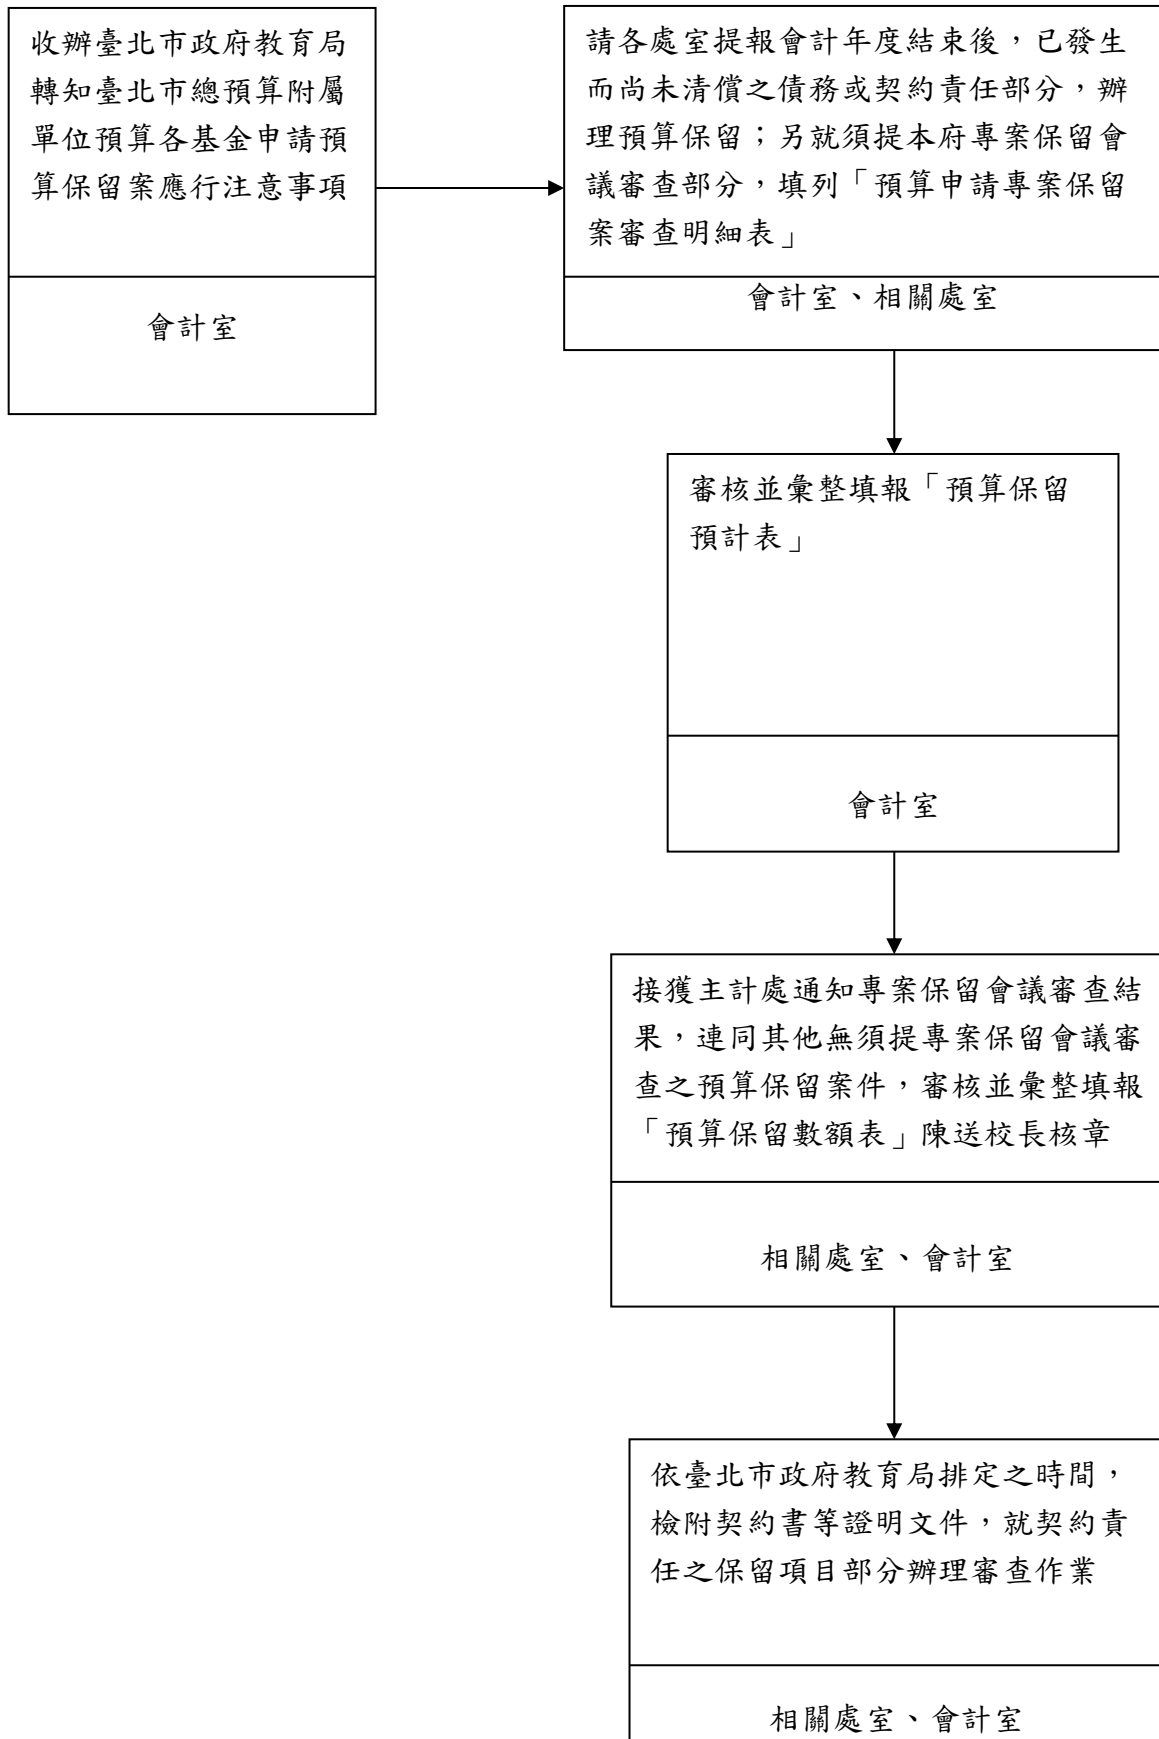 收辦臺北市政府教育局
轉知臺北市總預算附屬
單位預算各基金申請預
算保留案應行注意事項
會計室
請各處室提報會計年度結束後，已發生
而尚未清償之債務或契約責任部分，辦
理預算保留；另就須提本府專案保留會
議審查部分，填列「預算申請專案保留
案審查明細表」
會計室、相關處室
審核並彙整填報「預算保留
預計表」
會計室
接獲主計處通知專案保留會議審查結
果，連同其他無須提專案保留會議審
查之預算保留案件，審核並彙整填報
「預算保留數額表」陳送校長核章
相關處室、會計室
依臺北市政府教育局排定之時間，
檢附契約書等證明文件，就契約責
任之保留項目部分辦理審查作業
相關處室、會計室